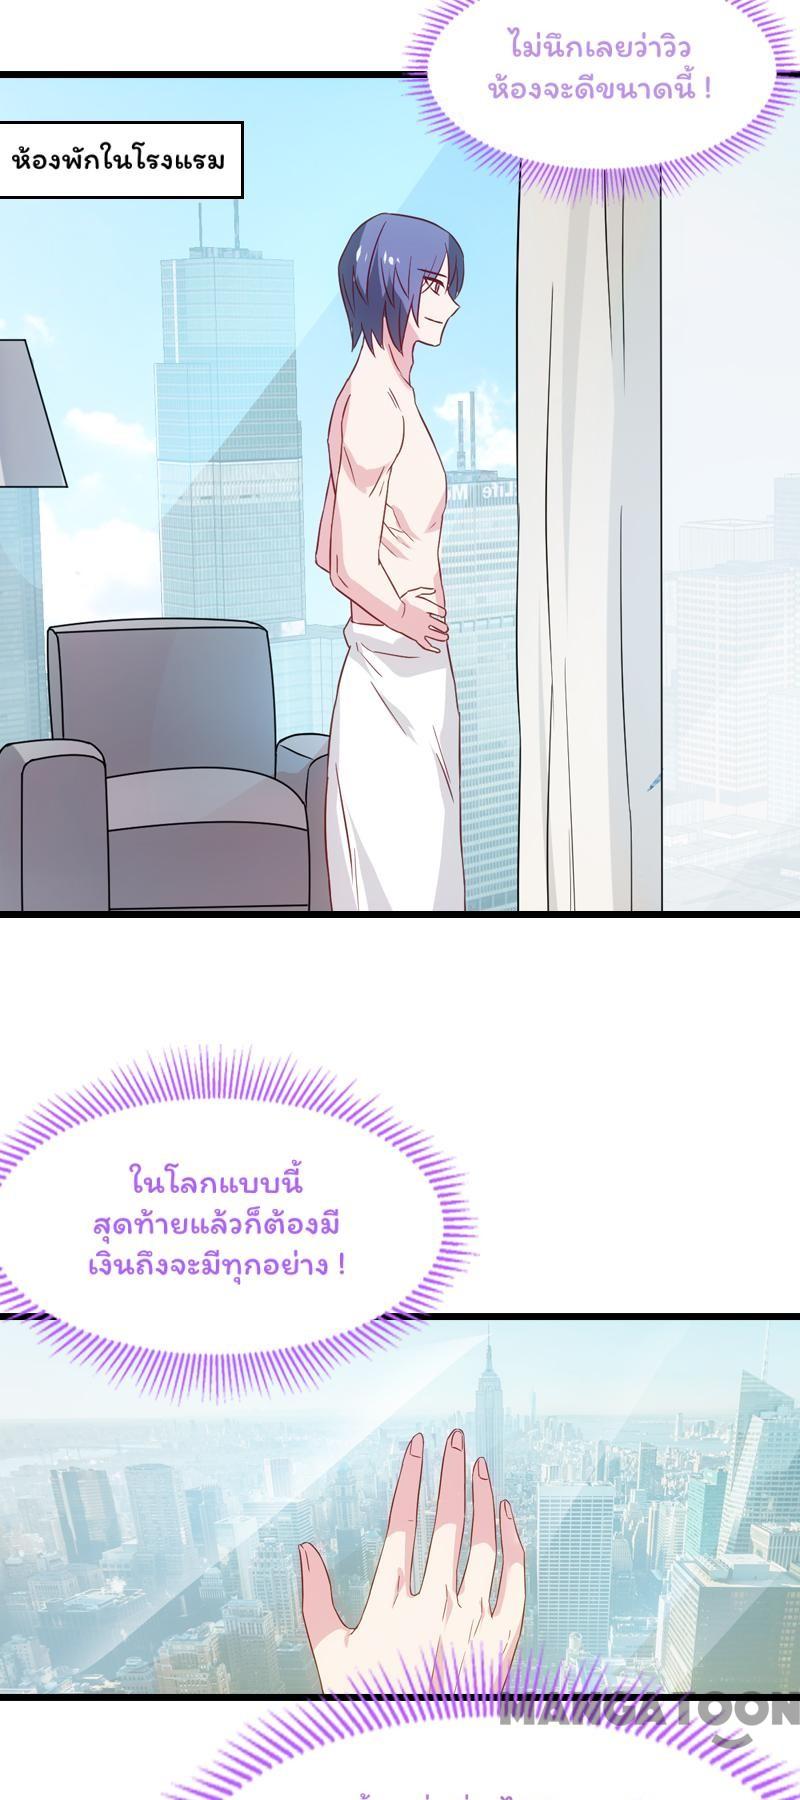 ไม่นึกเลยว่าวิว
ห้องจะดีขนาดนี้ !
ห้องพักในโรงแรม
MetLife
ในโลกแบบนี้
สุดท้ายแล้วก็ต้องมี
เงินถึงจะมีทุกอย่าง !
MANGATOON